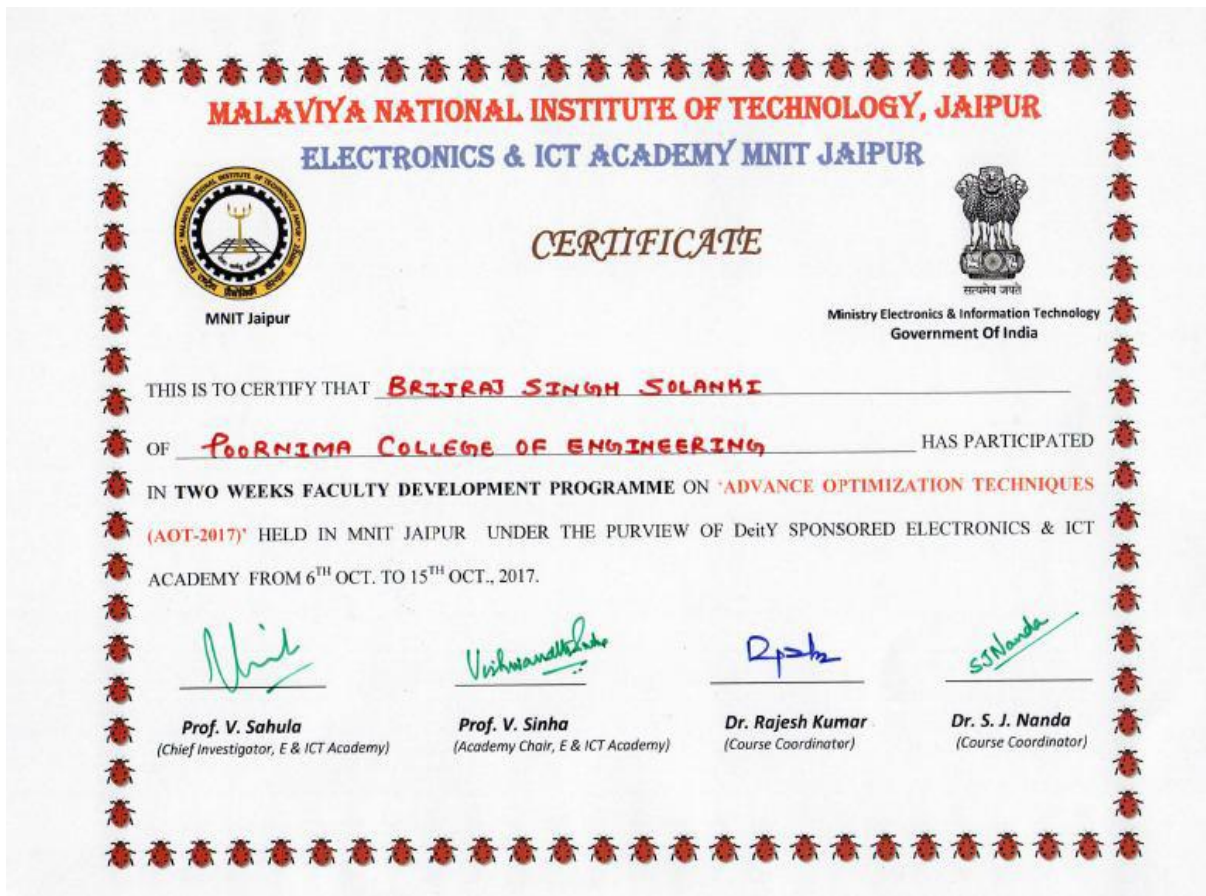 MALAVIYA NATIONAL INSTITUTE OF TECHNOLOGY, JAIPUR
ELECTRONICS & ICT ACADEMY MNIT JAIPUR
CERTIFICATE
सत्यमेव जयते
MNIT Jaipur
Ministry Electronics & Information Technology
Government Of India
THIS IS TO CERTIFY THAT BRIJRAJ SINGH SOLANKI
OF POORNIMA COLLEGE OF ENGINEERING HAS PARTICIPATED
IN TWO WEEKS FACULTY DEVELOPMENT PROGRAMME ON 'ADVANCE OPTIMIZATION TECHNIQUES
(AOT-2017)' HELD IN MNIT JAIPUR UNDER THE PURVIEW OF DeitY SPONSORED ELECTRONICS & ICT
ACADEMY FROM 6TH OCT. TO 15TH OCT., 2017.
SJNanda
Prof. V. Sahula
Prof. V. Sinha
Dr. Rajesh Kumar
Dr. S. J. Nanda
(Chief Investigator, E & ICT Academy)
(Academy Chair, E & ICT Academy)
(Course Coordinator)
(Course Coordinator)